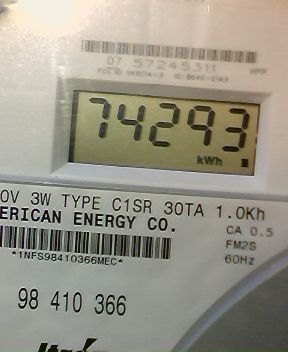 07 57245311
74293
kWh
0V 3W TYPE C1SR 30TA 1.0Kh
ERICAN ENERGY CO.
CA 0.5
FM2S
*1NFS98410366MEC*
60Hz
98 410 366
Itron